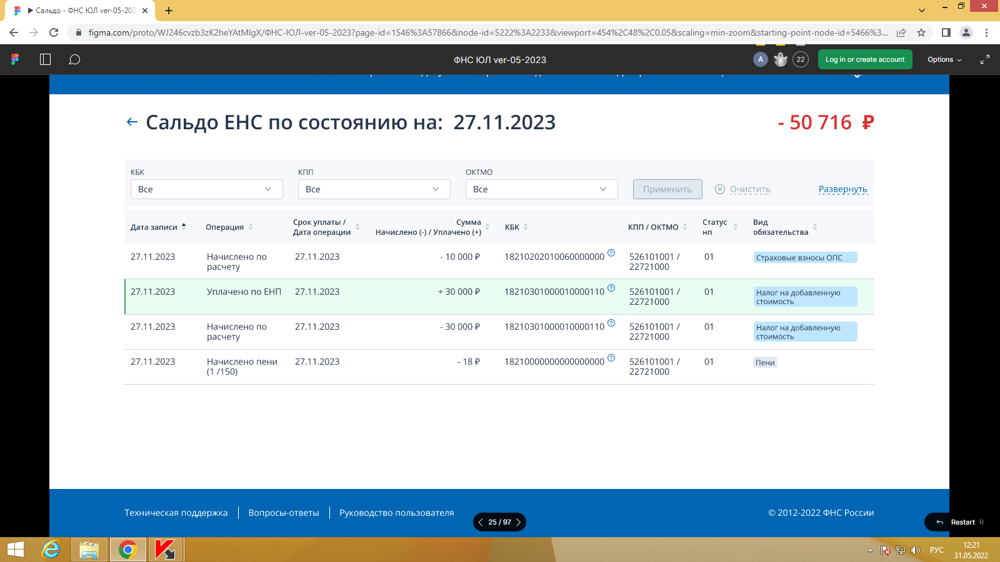 ▶ Сальдо - ФНС ЮЛ ver-05-202
figma.com/proto/WJ246cvzb3zK2heYAtMIgX/ФНС-ЮЛ-ver-05-2023?page-id=1546%3A57866&node-id=5222%3A2233&viewport=454%2C48%2C0.05&scaling=min-zoom&starting-point-node-id=5466%3...
ФНС ЮЛ ver-05-2023
A
22
Log in or create account
Options
Сальдо ЕНС по состоянию на: 27.11.2023
- 50 716 ₽
КБК
КПП
ОКТМО
Все
Все
Все
Применить
Очистить
Развернуть
Дата записи
Операция
Срок уплаты /
Дата операции
Сумма
Начислено (-) / Уплачено (+)
КБК
КПП / ОКТМО
Статус
нп
Вид
обязательства
27.11.2023
Начислено по
расчету
27.11.2023
- 10 000 ₽
18210202010060000000
526101001 /
22721000
01
Страховые взносы ОПС
27.11.2023
Уплачено по ЕНП
27.11.2023
+ 30 000 ₽
18210301000010000110
526101001 /
22721000
01
Налог на добавленную
стоимость
27.11.2023
Начислено по
расчету
27.11.2023
- 30 000 ₽
18210301000010000110
526101001 /
22721000
01
Налог на добавленную
стоимость
27.11.2023
Начислено пени
(1 /150)
27.11.2023
- 18 ₽
18210000000000000000
526101001 /
22721000
01
Пени
Техническая поддержка
Вопросы-ответы
Руководство пользователя
25 / 97
© 2012-2022 ФНС России
Restart R
РУС
12:21
31.05.2022